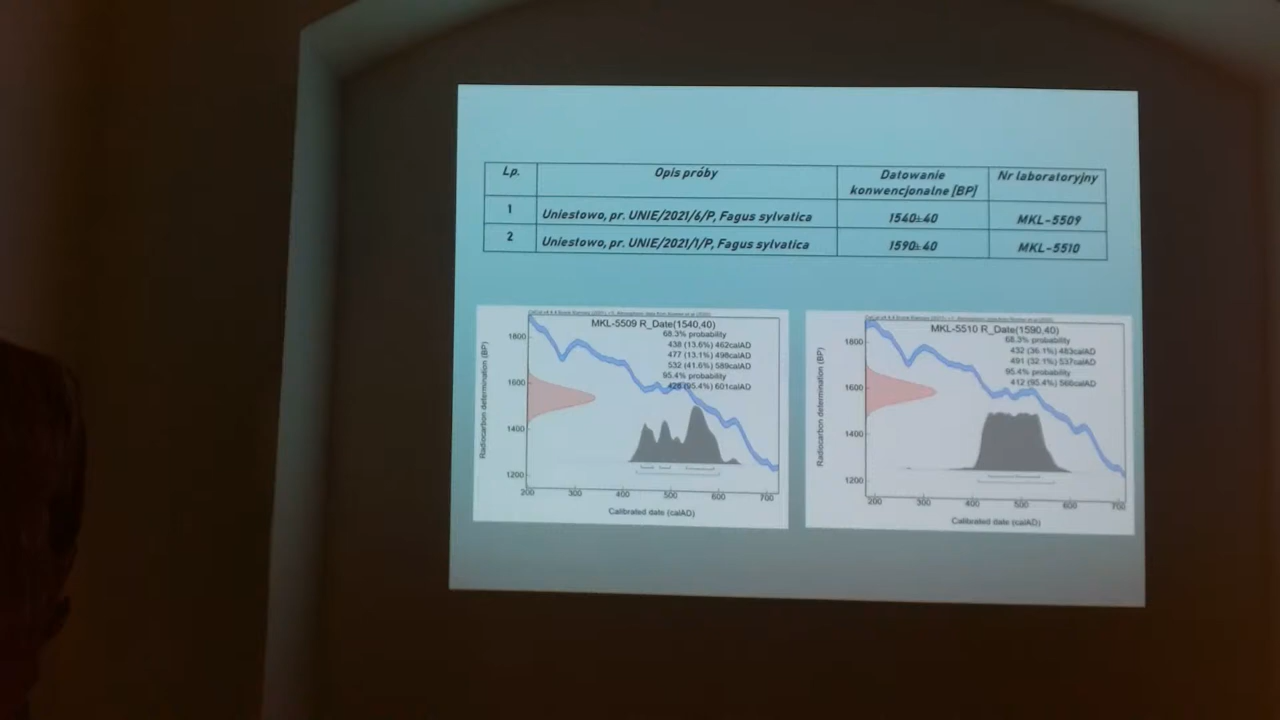 Lp. Opis próby Datowanie konwencjonalne [BP] Nr laboratoryjny
1 Uniestowo, pr. UNIE/2021/6/P, Fagus sylvatica 1540±40 MKL-5509
2 Uniestowo, pr. UNIE/2021/1/P, Fagus sylvatica 1590±40 MKL-5510
MKL-5509 R_Date(1540,40)
68.3% probability
438 (13.6%) 462calAD
477 (13.1%) 498calAD
532 (41.6%) 589calAD
95.4% probability
428 (95.4%) 601calAD
Radiocarbon determination (BP)
1800
1600
1400
1200
200 300 400 500 600 700
Calibrated date (calAD)
MKL-5510 R_Date(1590,40)
68.3% probability
432 (36.1%) 483calAD
491 (32.1%) 537calAD
95.4% probability
412 (95.4%) 566calAD
Radiocarbon determination (BP)
1800
1600
1400
1200
200 300 400 500 600 700
Calibrated date (calAD)